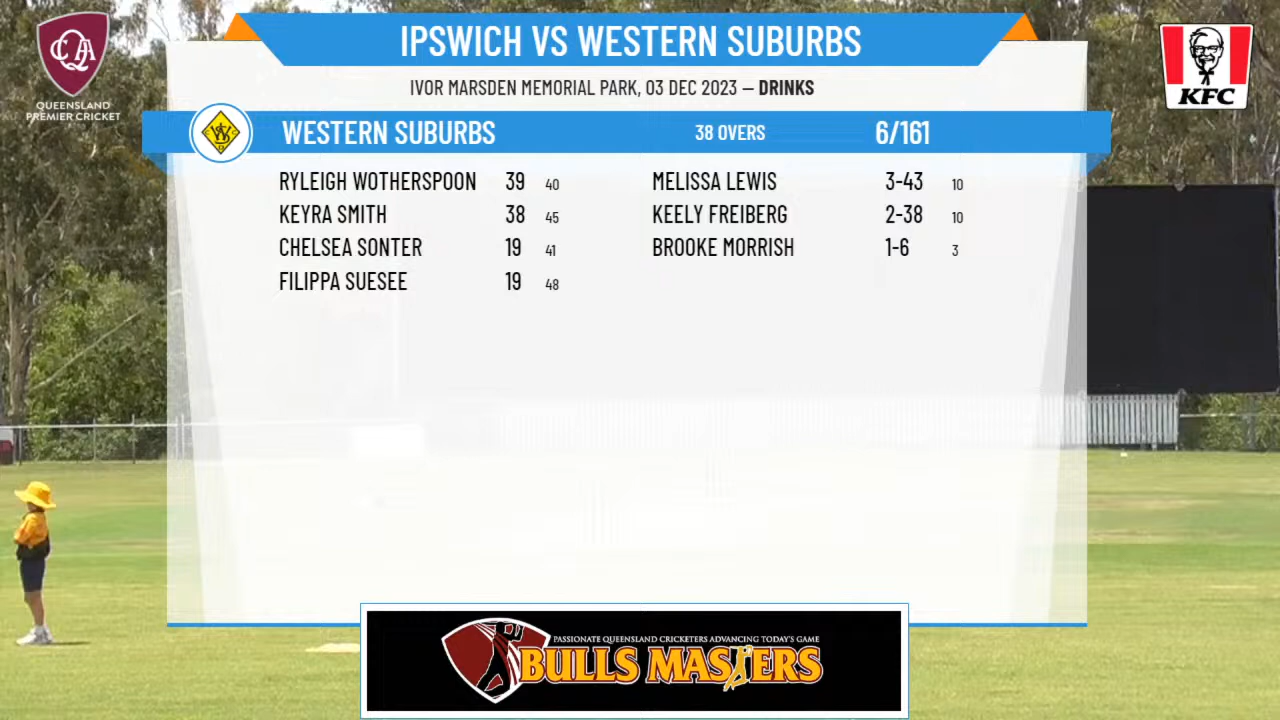 IPSWICH VS WESTERN SUBURBS
IVOR MARSDEN MEMORIAL PARK, 03 DEC 2023 – DRINKS
QUEENSLAND
PREMIER CRICKET
KFC
WESTERN SUBURBS 38 OVERS 6/161
RYLEIGH WOTHERSPOON 39 40 MELISSA LEWIS 3-43 10
KEYRA SMITH 38 45 KEELY FREIBERG 2-38 10
CHELSEA SONTER 19 41 BROOKE MORRISH 1-6 3
FILIPPA SUESEE 19 48
PASSIONATE QUEENSLAND CRICKETERS ADVANCING TODAY'S GAME
BULLS MASTERS